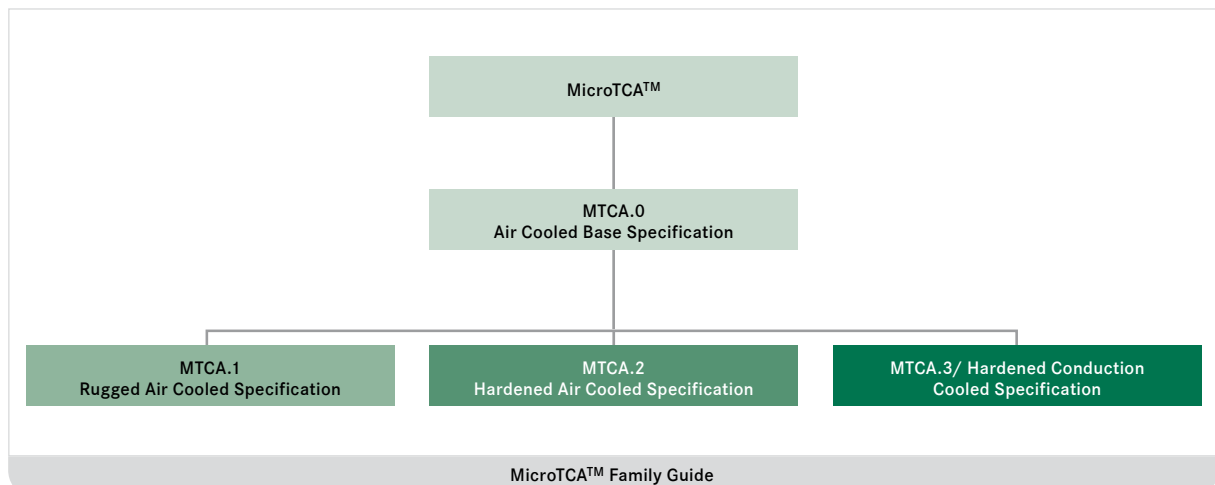 MicroTCA™
MTCA.0
Air Cooled Base Specification
MTCA.1
Rugged Air Cooled Specification
MTCA.2
Hardened Air Cooled Specification
MTCA.3/ Hardened Conduction
Cooled Specification
MicroTCA™ Family Guide